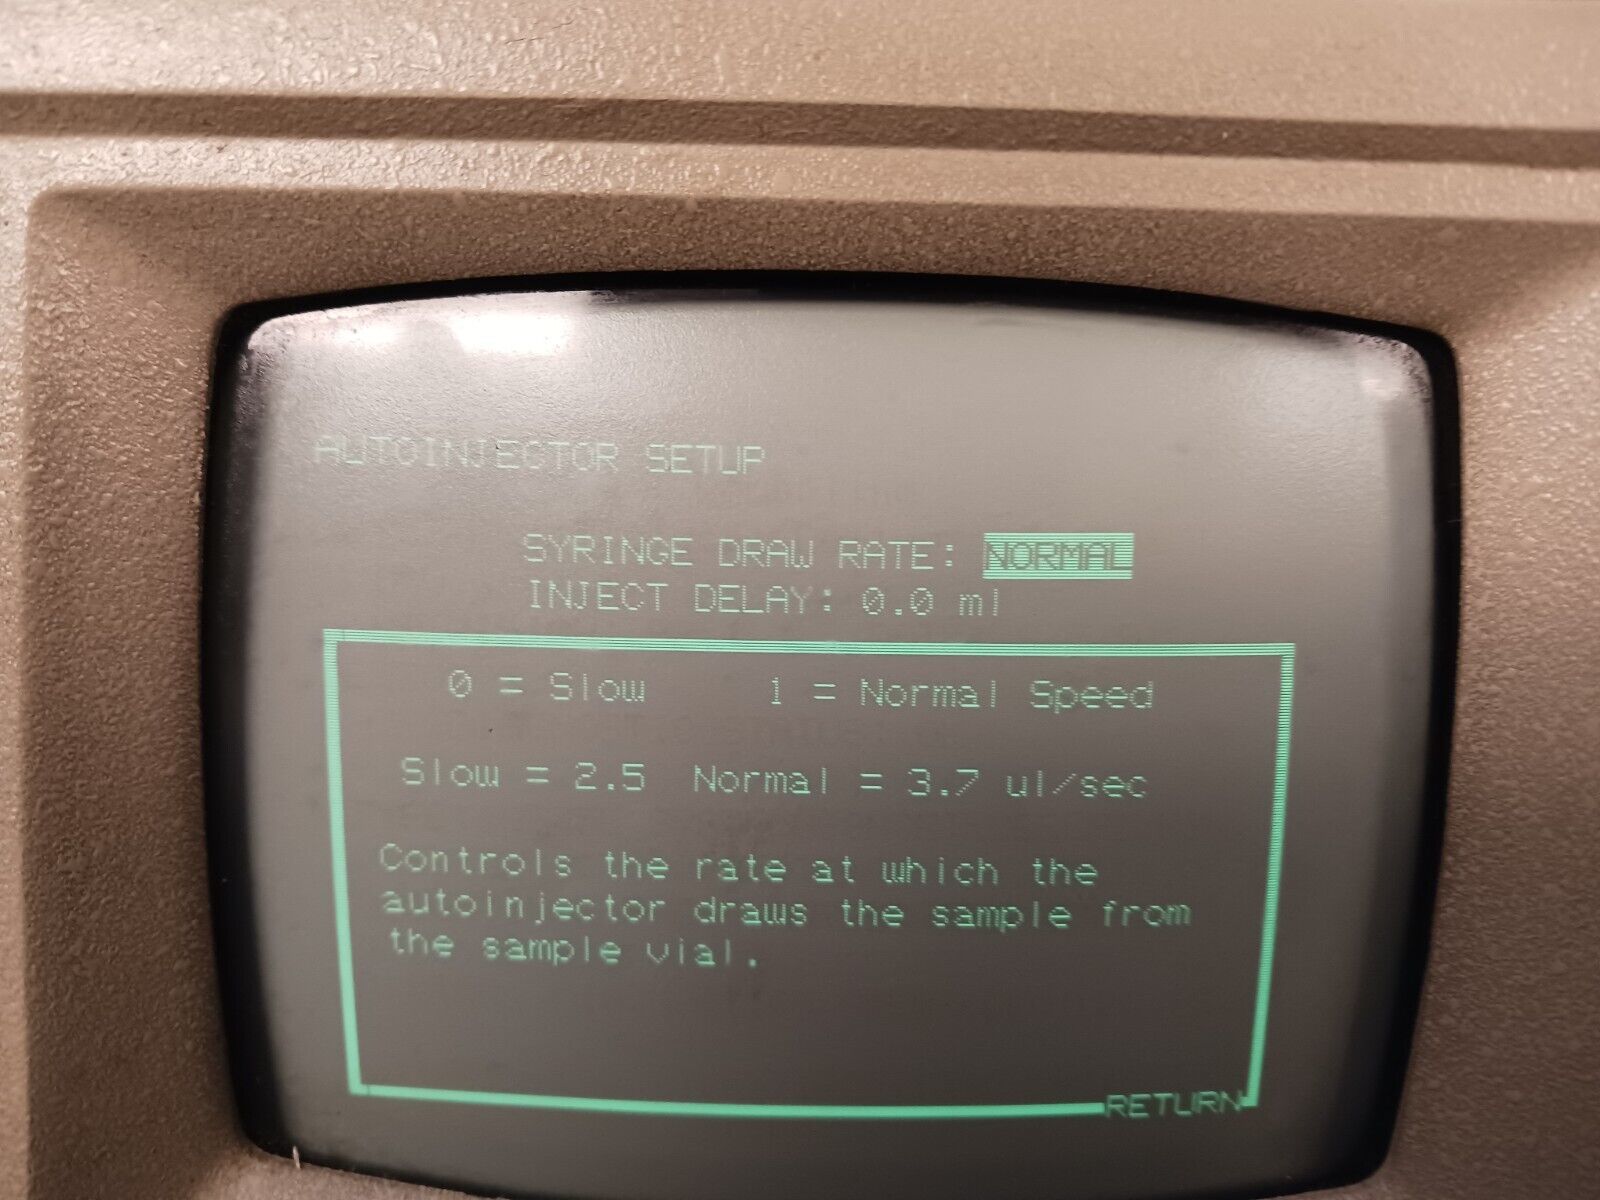 AUTOINJECTOR SETUP
SYRINGE DRAW RATE: NORMAL
INJECT DELAY: 0.0 ml
0 = Slow 1 = Normal Speed
Slow = 2.5 Normal = 3.7 ul/sec
Controls the rate at which the
autoinjector draws the sample from
the sample vial.
RETURN